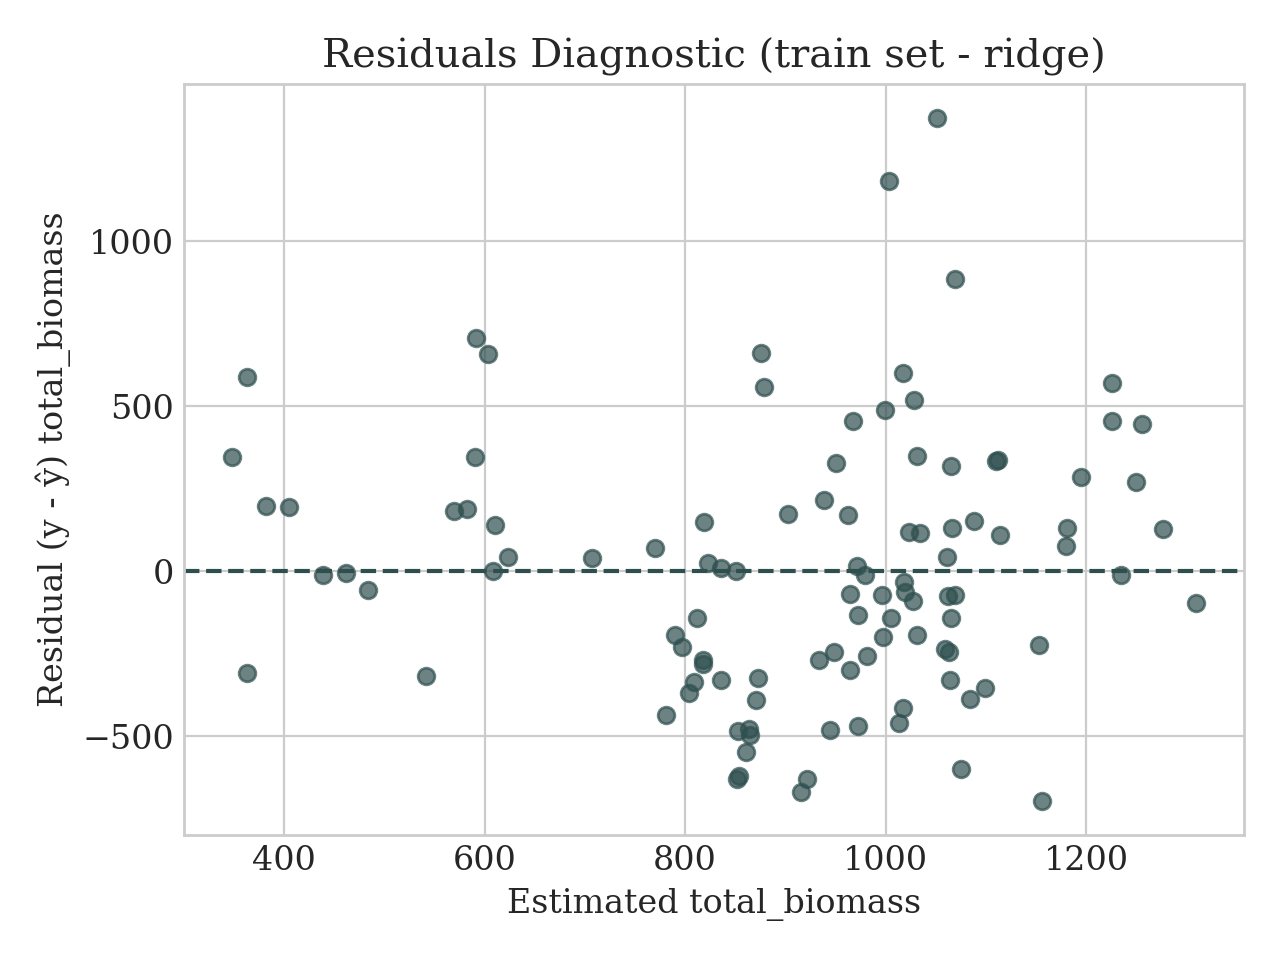 Residuals Diagnostic (train set - ridge)
Residual (y - ŷ) total_biomass
1000
500
0
−500
400 600 800 1000 1200
Estimated total_biomass